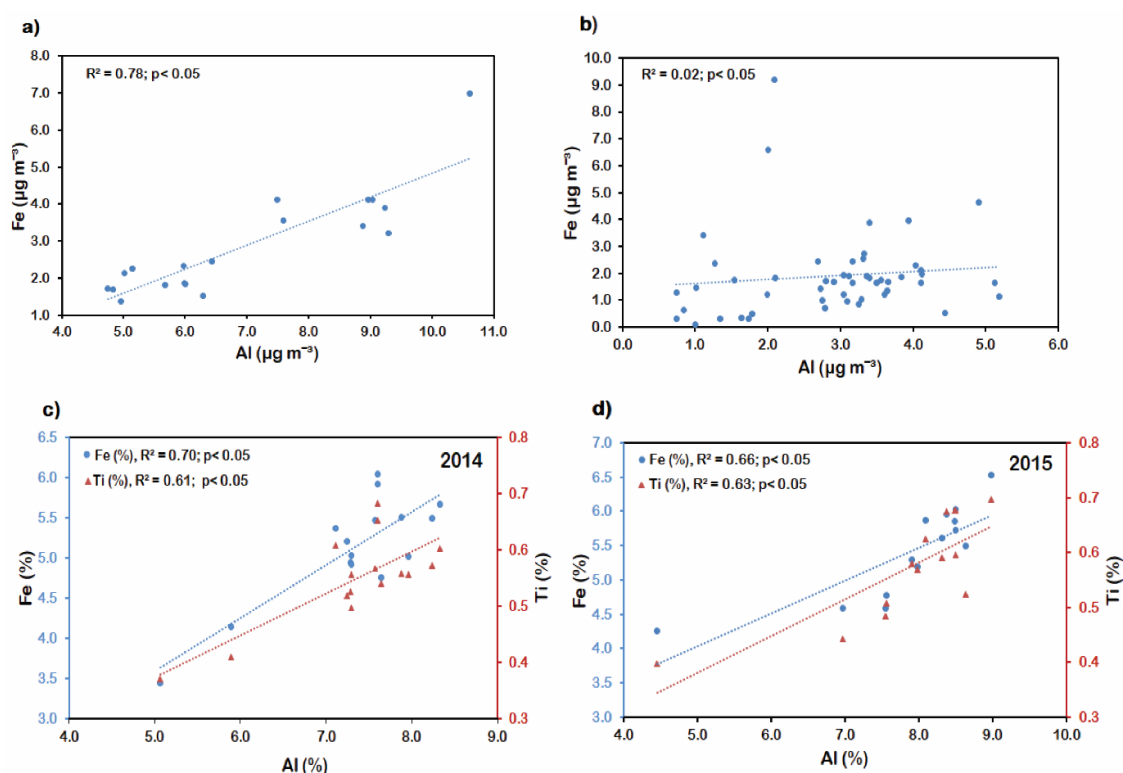 a)
R² = 0.78; p< 0.05
8.0
7.0
6.0
5.0
4.0
3.0
2.0
1.0
Fe (µg m⁻³)
4.0 5.0 6.0 7.0 8.0 9.0 10.0 11.0
Al (µg m⁻³)
b)
R² = 0.02; p< 0.05
10.0
9.0
8.0
7.0
6.0
5.0
4.0
3.0
2.0
1.0
0.0
Fe (µg m⁻³)
0.0 1.0 2.0 3.0 4.0 5.0 6.0
Al (µg m⁻³)
c)
Fe (%), R² = 0.70; p< 0.05
Ti (%), R² = 0.61; p< 0.05
2014
6.5
6.0
5.5
5.0
4.5
4.0
3.5
3.0
Fe (%)
0.8
0.7
0.6
0.5
0.4
0.3
Ti (%)
4.0 5.0 6.0 7.0 8.0 9.0
Al (%)
d)
Fe (%), R² = 0.66; p< 0.05
Ti (%), R² = 0.63; p< 0.05
2015
7.0
6.5
6.0
5.5
5.0
4.5
4.0
3.5
3.0
Fe (%)
0.8
0.7
0.6
0.5
0.4
0.3
Ti (%)
4.0 5.0 6.0 7.0 8.0 9.0 10.0
Al (%)